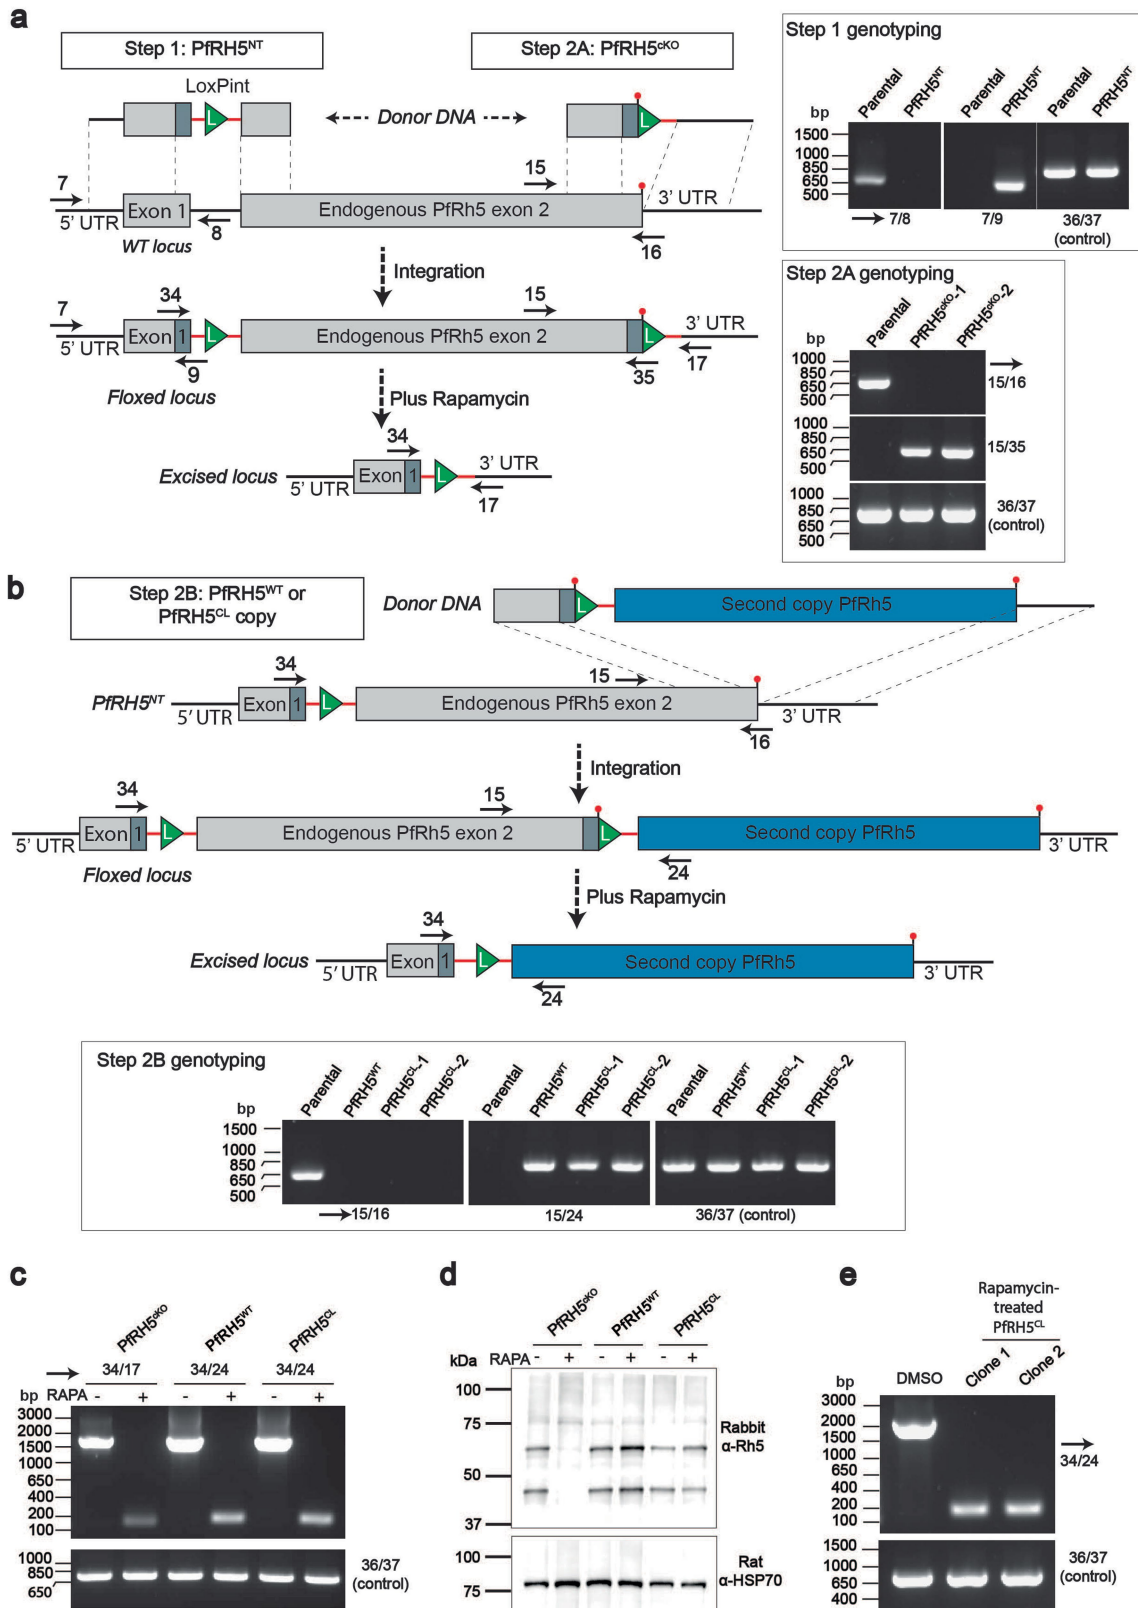 a
Step 1: PfRH5NT
Step 2A: PfRH5cKO
LoxPint
L
Donor DNA
L
7
15
5' UTR
Exon 1
Endogenous PfRh5 exon 2
3' UTR
8
WT locus
16
Integration
7
34
15
5' UTR
Exon 1
L
Endogenous PfRh5 exon 2
L
3' UTR
9
35
17
Floxed locus
Plus Rapamycin
34
Excised locus
5' UTR
Exon 1
L
3' UTR
17
Step 1 genotyping
Parental
PfRH5NT
Parental
PfRH5NT
Parental
PfRH5NT
bp
1500
1000
850
650
500
7/8
7/9
36/37
(control)
Step 2A genotyping
Parental
PfRH5cKO-1
PfRH5cKO-2
bp
1000
850
650
500
15/16
1000
850
650
500
15/35
1000
850
650
500
36/37
(control)
b
Step 2B: PfRH5WT or
PfRH5CL copy
Donor DNA
L
Second copy PfRh5
34
15
PfRH5NT
5' UTR
Exon 1
L
Endogenous PfRh5 exon 2
3' UTR
16
Integration
34
15
5' UTR
Exon 1
L
Endogenous PfRh5 exon 2
L
Second copy PfRh5
3' UTR
24
Floxed locus
Plus Rapamycin
34
Excised locus
5' UTR
Exon 1
L
Second copy PfRh5
3' UTR
24
Step 2B genotyping
Parental
PfRH5WT
PfRH5CL-1
PfRH5CL-2
Parental
PfRH5WT
PfRH5CL-1
PfRH5CL-2
Parental
PfRH5WT
PfRH5CL-1
PfRH5CL-2
bp
1500
1000
850
650
500
15/16
15/24
36/37 (control)
c
PfRH5cKO
PfRH5WT
PfRH5CL
34/17
34/24
34/24
bp RAPA - + - + - +
3000
2000
1500
1000
650
400
200
100
1000
850
650
36/37
(control)
d
PfRH5cKO
PfRH5WT
PfRH5CL
kDa RAPA - + - + - +
100
75
50
37
Rabbit
α-Rh5
100
75
Rat
α-HSP70
e
Rapamycin-
treated
PfRH5CL
DMSO
Clone 1
Clone 2
bp
3000
2000
1500
1000
650
400
200
100
34/24
1500
1000
650
400
36/37
(control)